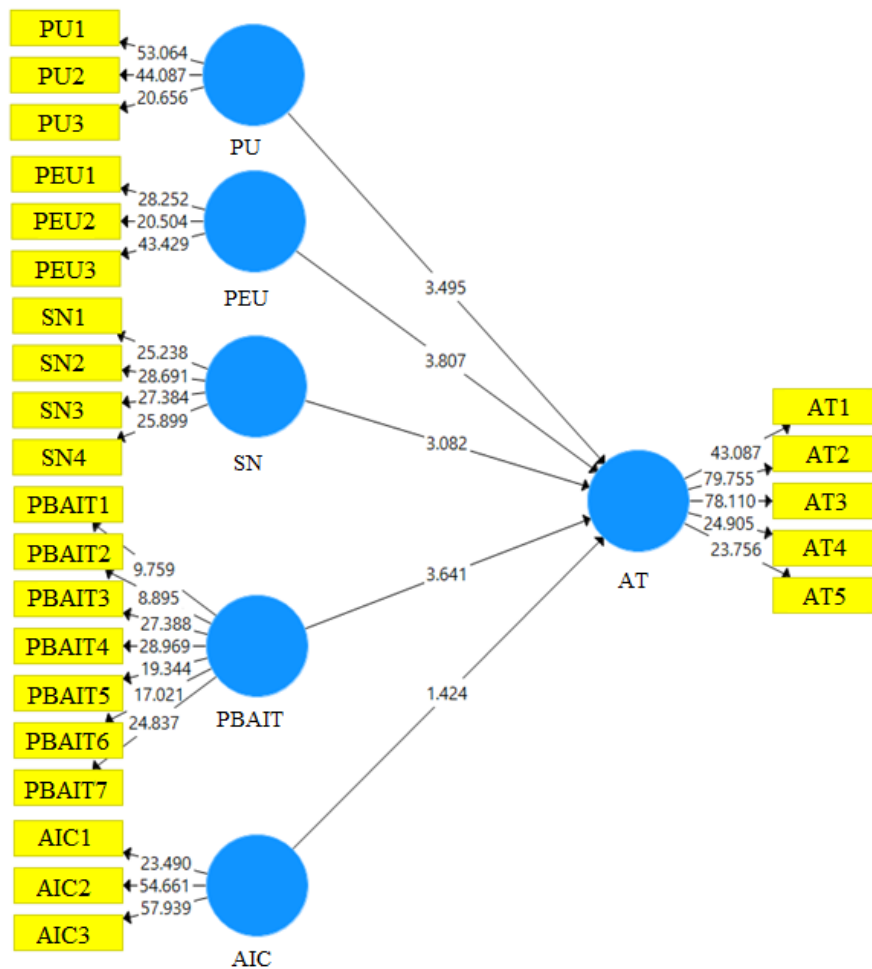 PU1
53.064
PU2
44.087
20.656
PU3
PU
PEU1
28.252
PEU2
20.504
43.429
PEU3
PEU
SN1
25.238
SN2
28.691
SN3
27.384
25.899
SN4
SN
PBAIT1
PBAIT2
9.759
PBAIT3
8.895
27.388
PBAIT4
28.969
19.344
PBAIT5
17.021
24.837
PBAIT6
PBAIT7
PBAIT
AIC1
23.490
AIC2
54.661
57.939
AIC3
AIC
3.495
3.807
3.082
3.641
1.424
AT
AT1
43.087
AT2
79.755
78.110
AT3
24.905
AT4
23.756
AT5